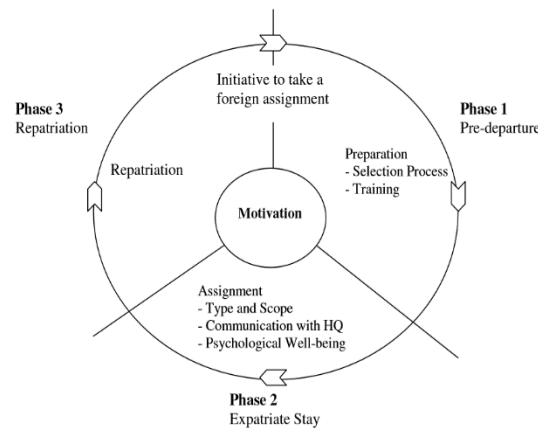 Initiative to take a
foreign assignment
Phase 3
Repatriation
Phase 1
Pre-departure
Repatriation
Preparation
- Selection Process
- Training
Motivation
Assignment
- Type and Scope
- Communication with HQ
- Psychological Well-being
Phase 2
Expatriate Stay